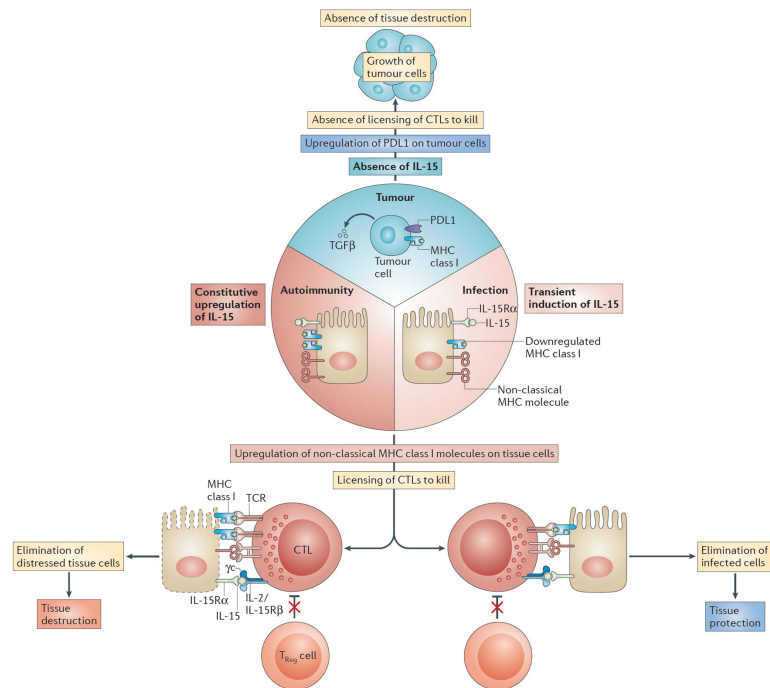 Absence of tissue destruction
Growth of
tumour cells
Absence of licensing of CTLs to kill
Upregulation of PDL1 on tumour cells
Absence of IL-15
Tumour
PDL1
TGFβ
MHC
class I
Tumour
cell
Constitutive
upregulation
of IL-15
Autoimmunity
Infection
Transient
induction of IL-15
IL-15Rα
IL-15
Downregulated
MHC class I
Non-classical
MHC molecule
Upregulation of non-classical MHC class I molecules on tissue cells
Licensing of CTLs to kill
MHC
class I
TCR
CTL
Elimination of
distressed tissue cells
γc
IL-15Rα
IL-15
IL-2/
IL-15Rβ
Tissue
destruction
TReg cell
Elimination of
infected cells
Tissue
protection